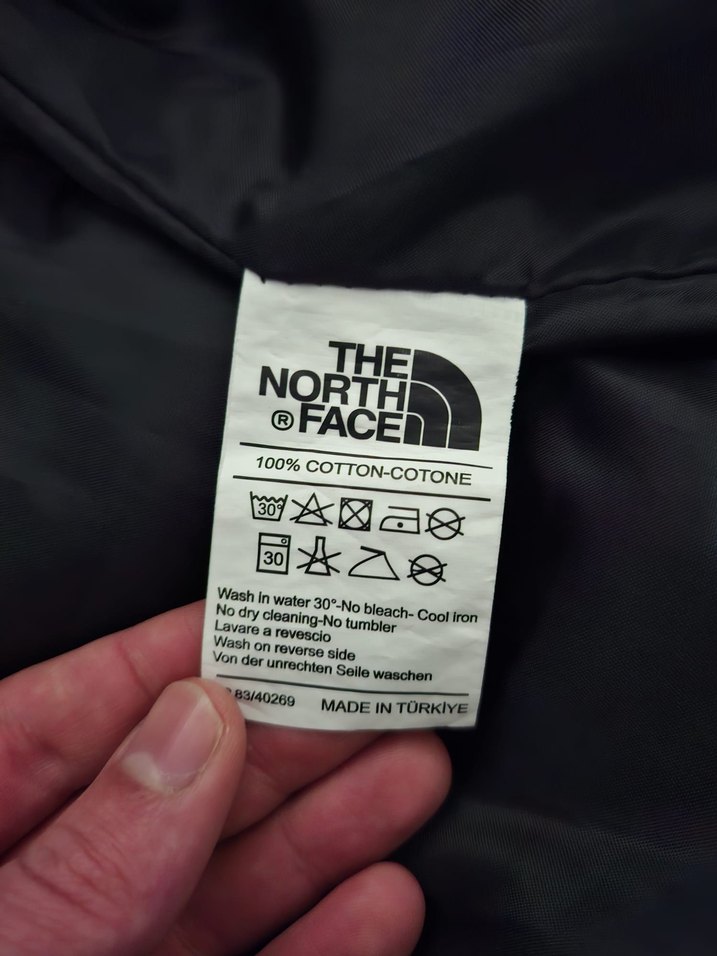 THE
NORTH
® FACE
100% COTTON-COTONE
30°
30
Wash in water 30°-No bleach- Cool iron
No dry cleaning-No tumbler
Lavare a revescio
Wash on reverse side
Von der unrechten Seile waschen
83/40269 MADE IN TÜRKİYE